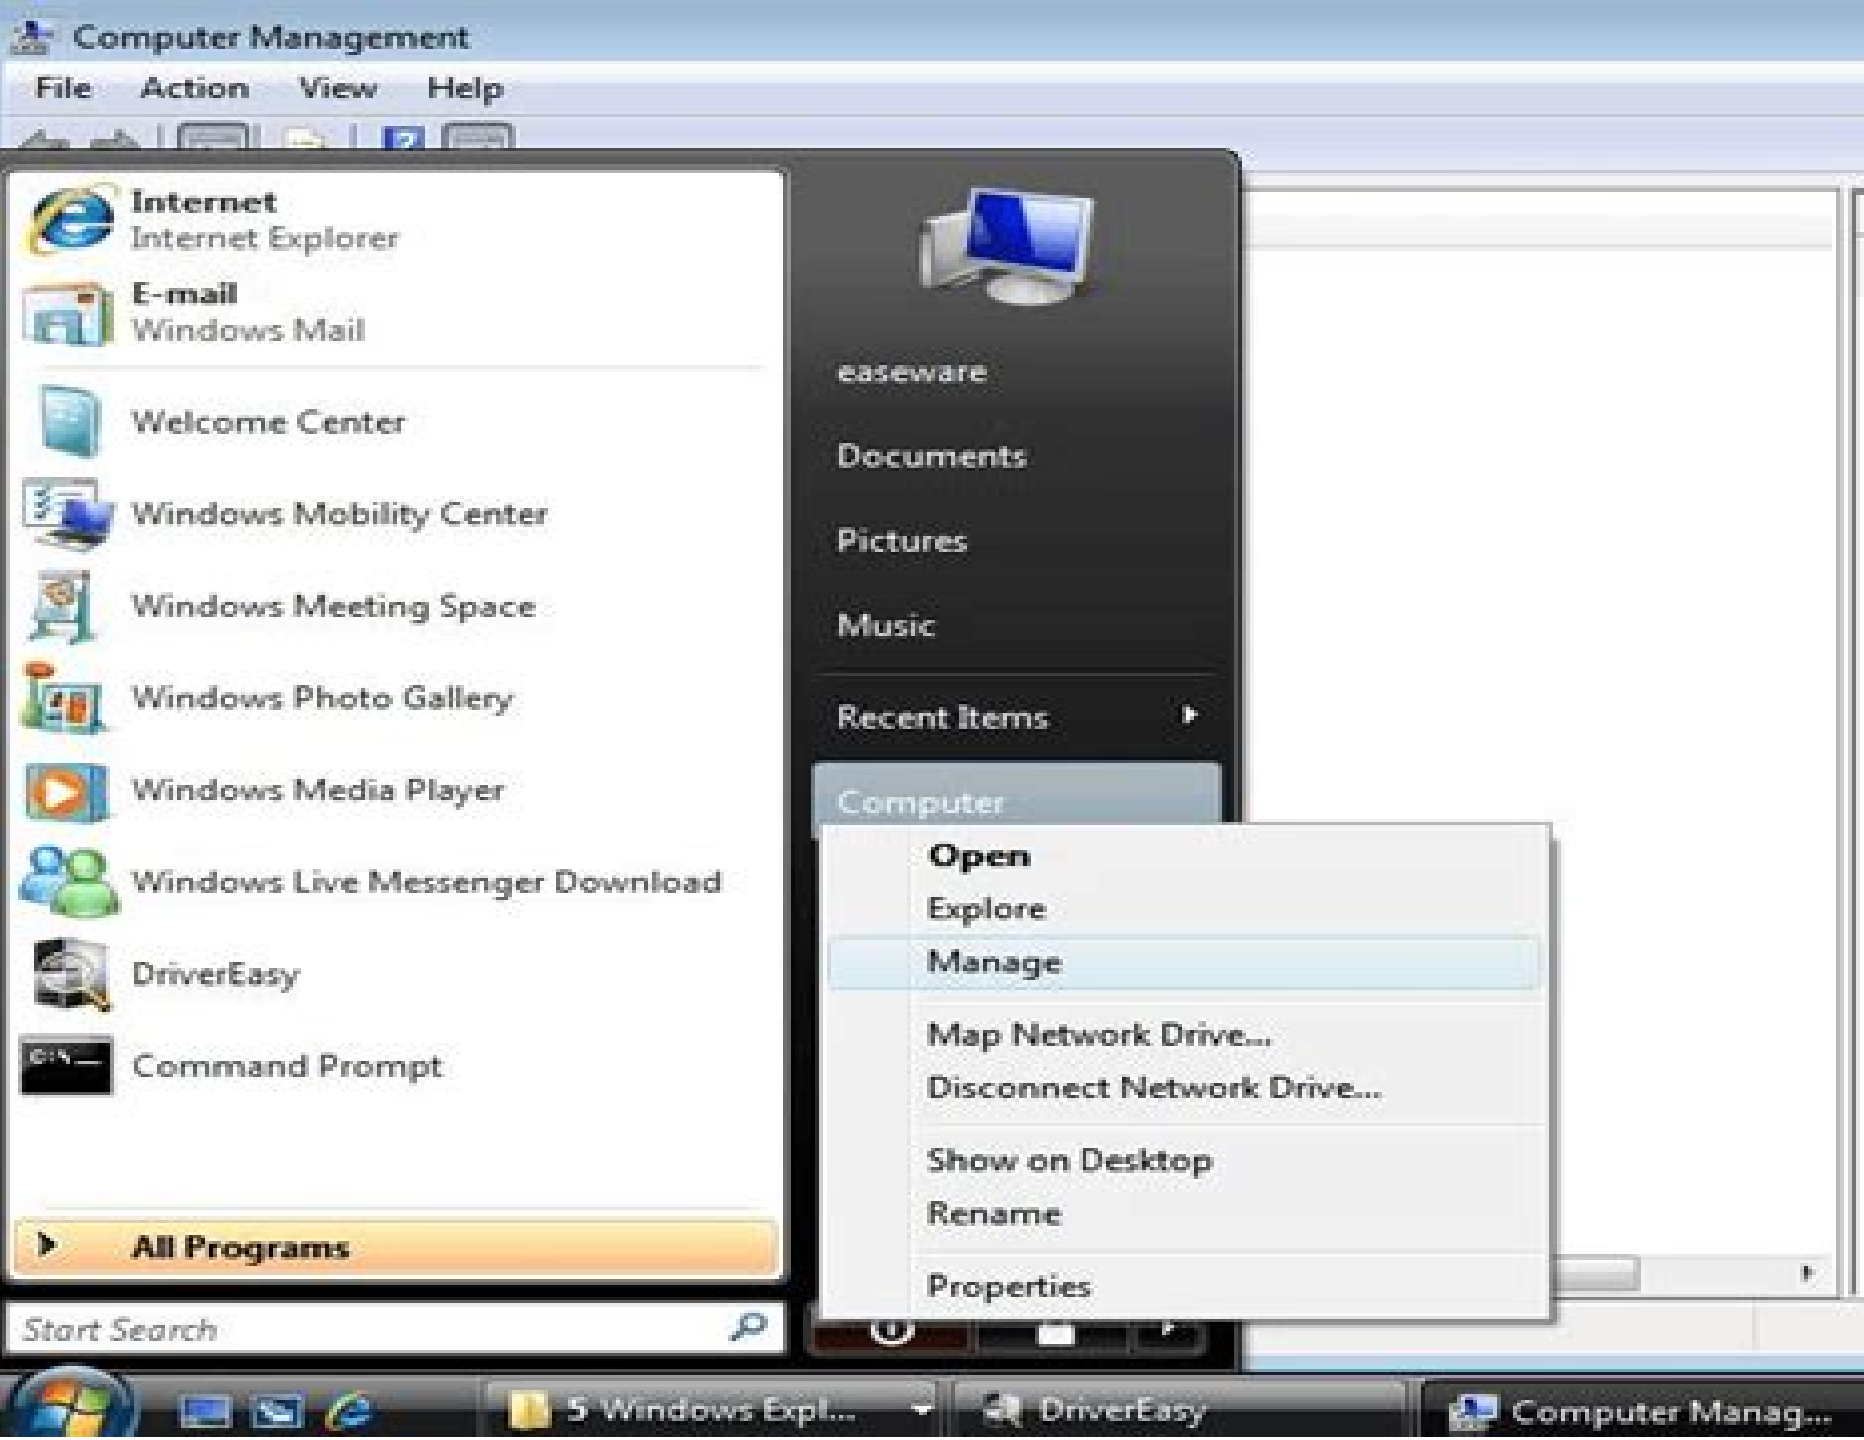 Computer Management
File Action View Help
Internet
Internet Explorer
E-mail
Windows Mail
Welcome Center
Windows Mobility Center
Windows Meeting Space
Windows Photo Gallery
Windows Media Player
Windows Live Messenger Download
DriverEasy
Command Prompt
All Programs
Start Search
easeware
Documents
Pictures
Music
Recent Items
Computer
Open
Explore
Manage
Map Network Drive...
Disconnect Network Drive...
Show on Desktop
Rename
Properties
5 Windows Expl... DriverEasy Computer Manag...